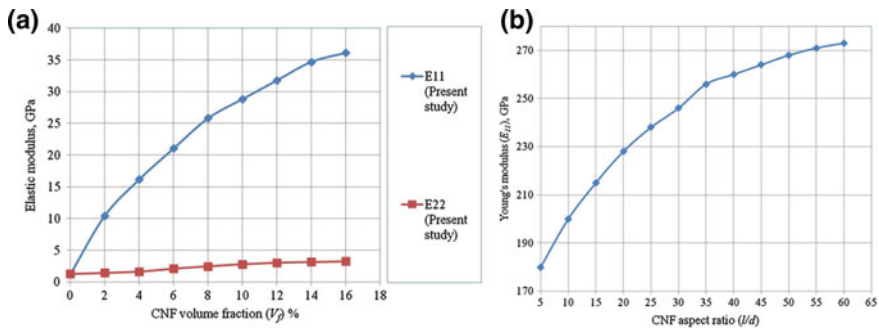 (a)
40
35
30
25
20
15
10
5
0
Elastic modulus, GPa
0 2 4 6 8 10 12 14 16 18
CNF volume fraction (Vf) %
E11
(Present
study)
E22
(Present
study)
(b)
270
250
230
210
190
170
Young's modulus (E11), GPa
5 10 15 20 25 30 35 40 45 50 55 60 65
CNF aspect ratio (l/d)